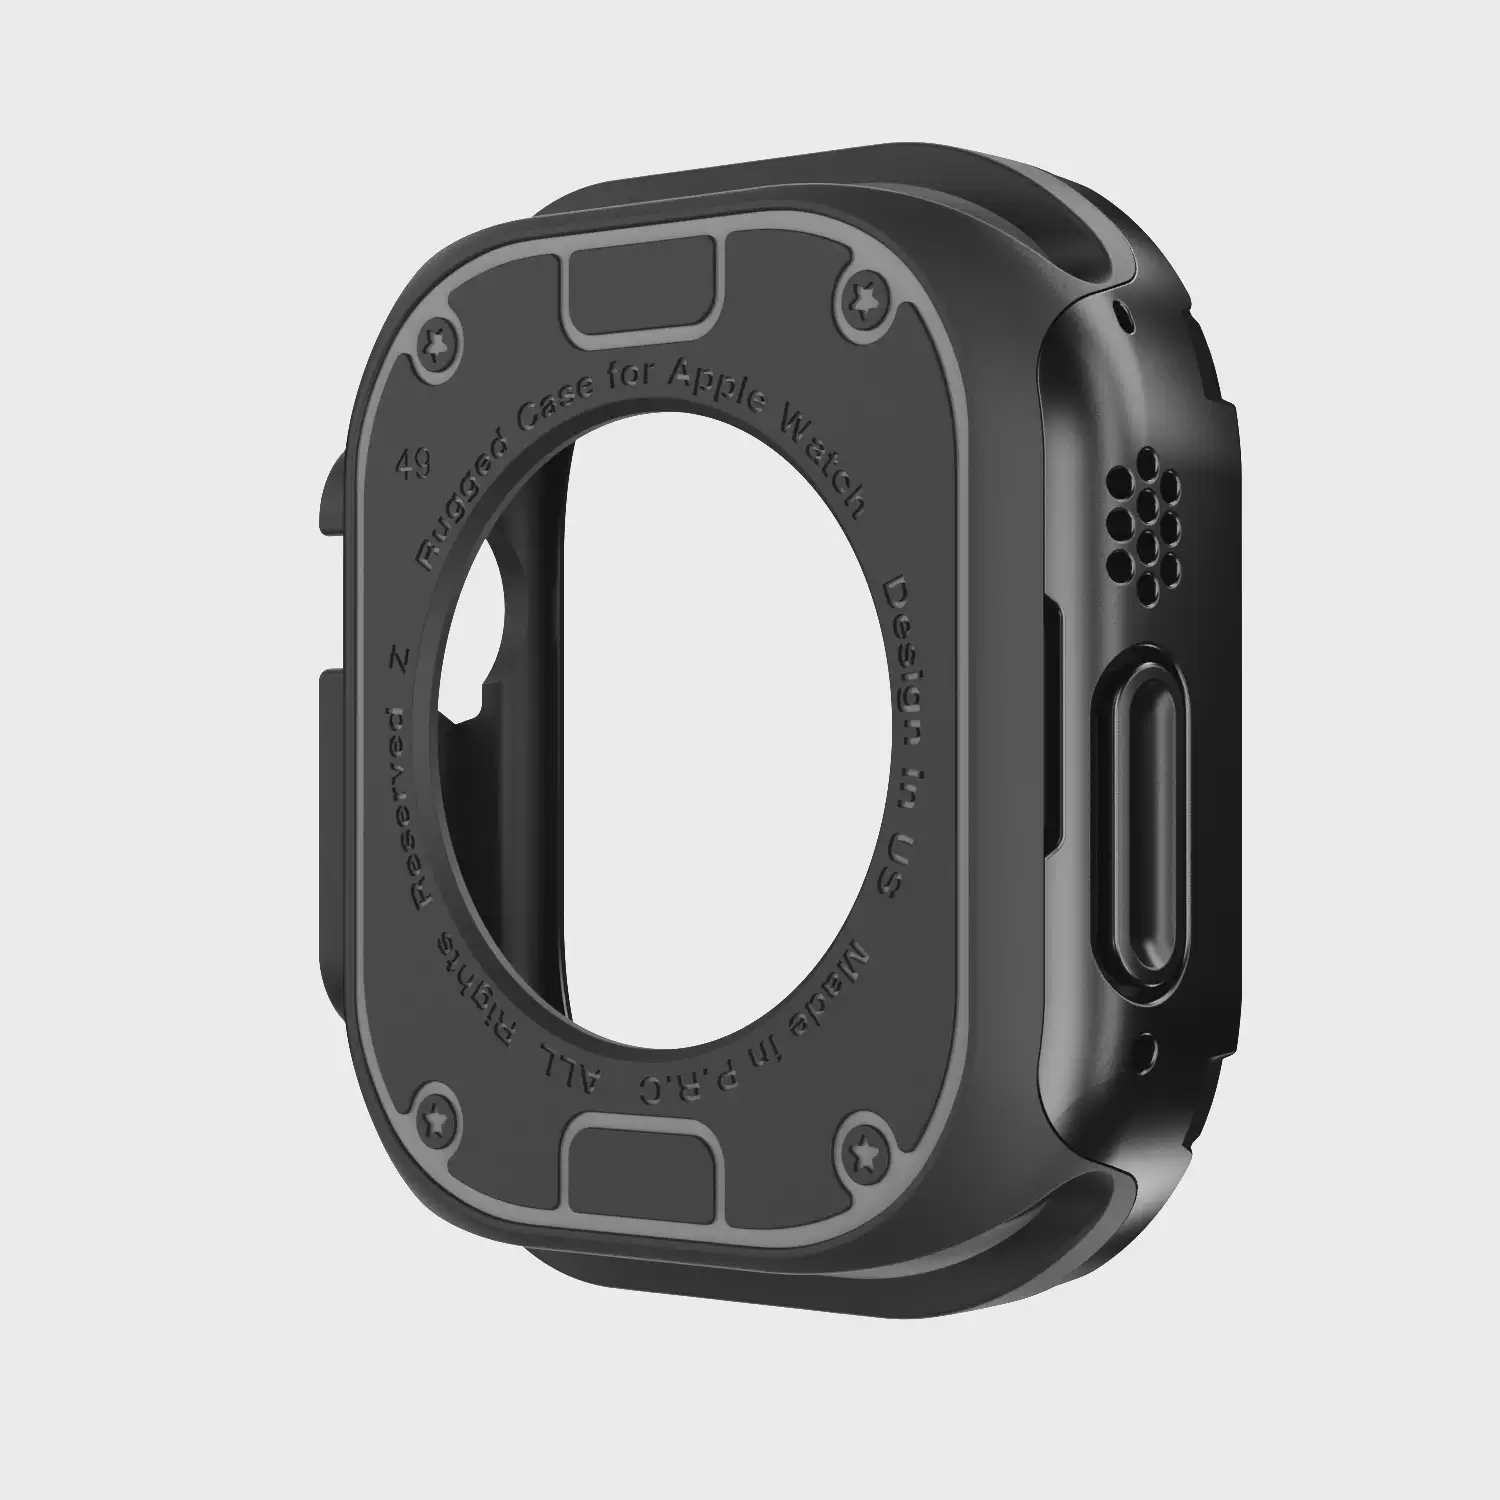 49
Rugged Case for Apple Watch
Design in US
Made in P.R.C
ALL Rights Reserved
Z